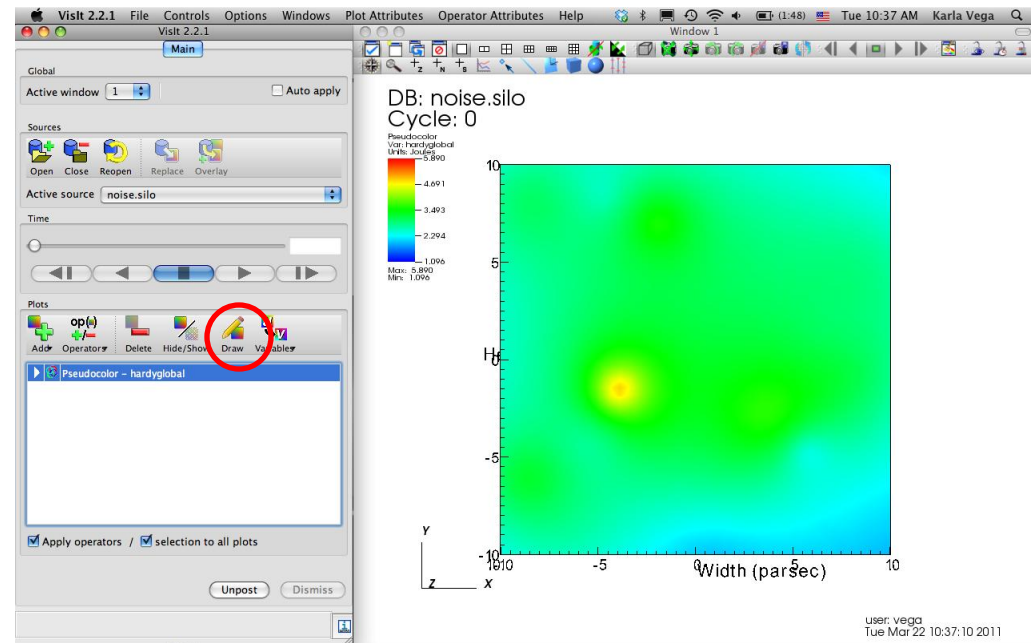 VisIt 2.2.1 File Controls Options Windows Plot Attributes Operator Attributes Help (1:48) Tue 10:37 AM Karla Vega
VisIt 2.2.1
Main
Global
Active window 1 Auto apply
Sources
Open Close Reopen Replace Overlay
Active source noise.silo
Time
Plots
op(•)
+/-
Add Operators Delete Hide/Show Draw Variables
Pseudocolor - hardyglobal
Apply operators / selection to all plots
Unpost Dismiss
Window 1
DB: noise.silo
Cycle: 0
Pseudocolor
Var: hardyglobal
Units: Joules
5.890
4.691
3.493
2.294
1.096
Max: 5.890
Min: 1.096
10
5
0
-5
-10
-10 -5 0 5 10
Width (parsec)
Y
Z X
user: vega
Tue Mar 22 10:37:10 2011